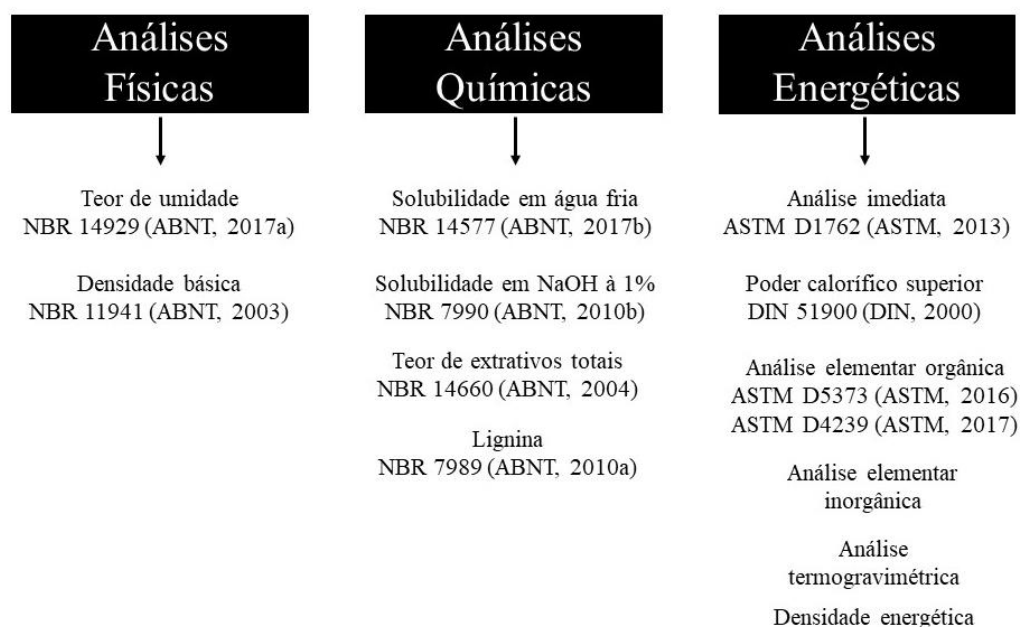 Análises
Físicas
Teor de umidade
NBR 14929 (ABNT, 2017a)
Densidade básica
NBR 11941 (ABNT, 2003)
Análises
Químicas
Solubilidade em água fria
NBR 14577 (ABNT, 2017b)
Solubilidade em NaOH à 1%
NBR 7990 (ABNT, 2010b)
Teor de extrativos totais
NBR 14660 (ABNT, 2004)
Lignina
NBR 7989 (ABNT, 2010a)
Análises
Energéticas
Análise imediata
ASTM D1762 (ASTM, 2013)
Poder calorífico superior
DIN 51900 (DIN, 2000)
Análise elementar orgânica
ASTM D5373 (ASTM, 2016)
ASTM D4239 (ASTM, 2017)
Análise elementar
inorgânica
Análise
termogravimétrica
Densidade energética